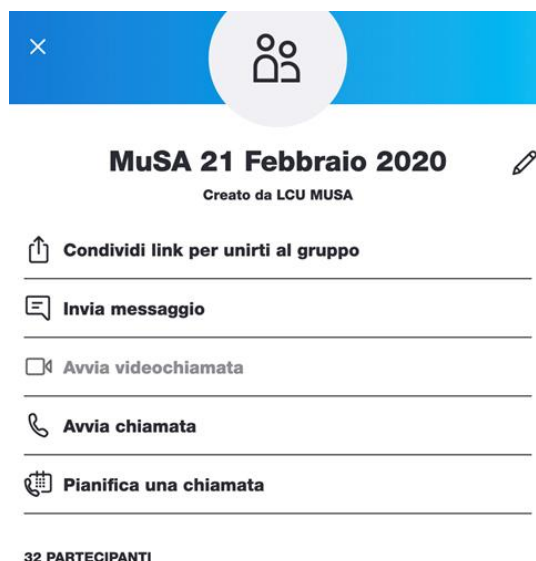 MuSA 21 Febbraio 2020
Creato da LCU MUSA
Condividi link per unirti al gruppo
Invia messaggio
Avvia videochiamata
Avvia chiamata
Pianifica una chiamata
32 PARTECIPANTI